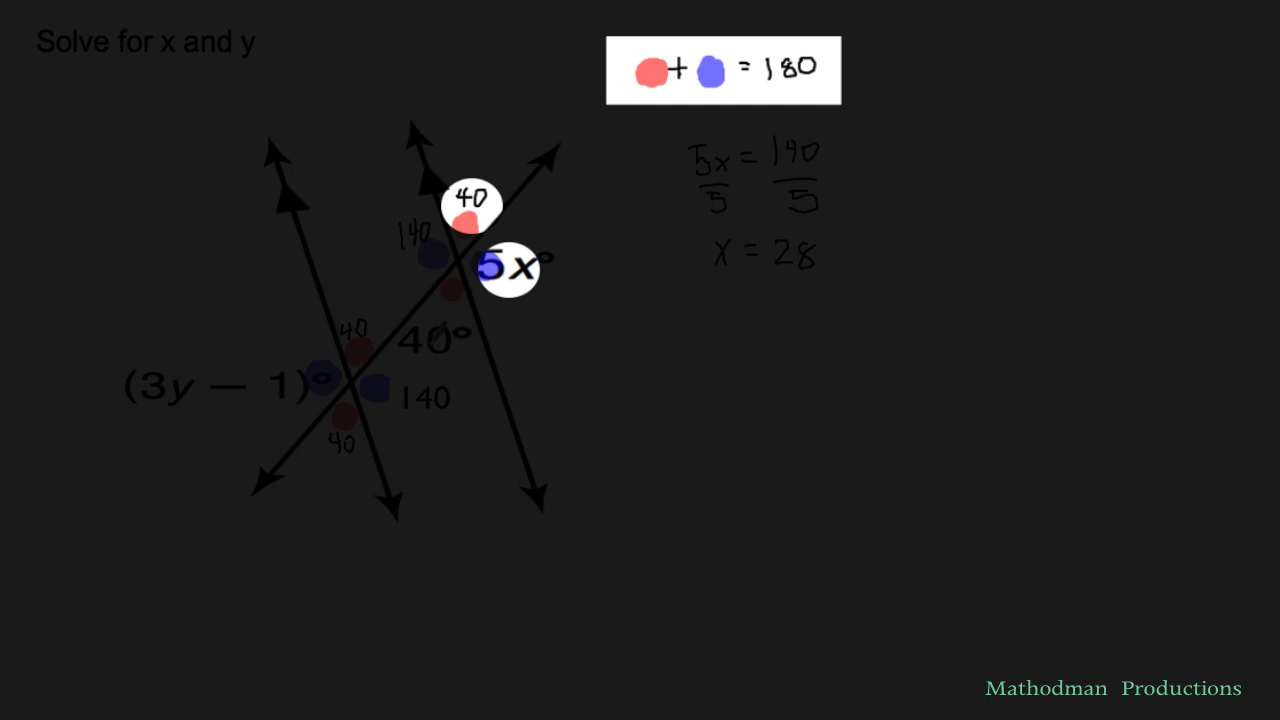 Solve for x and y
+ = 180
5x = 140
5 5
x = 28
40
140
5x°
40
40°
(3y − 1)°
140
40
Mathodman Productions